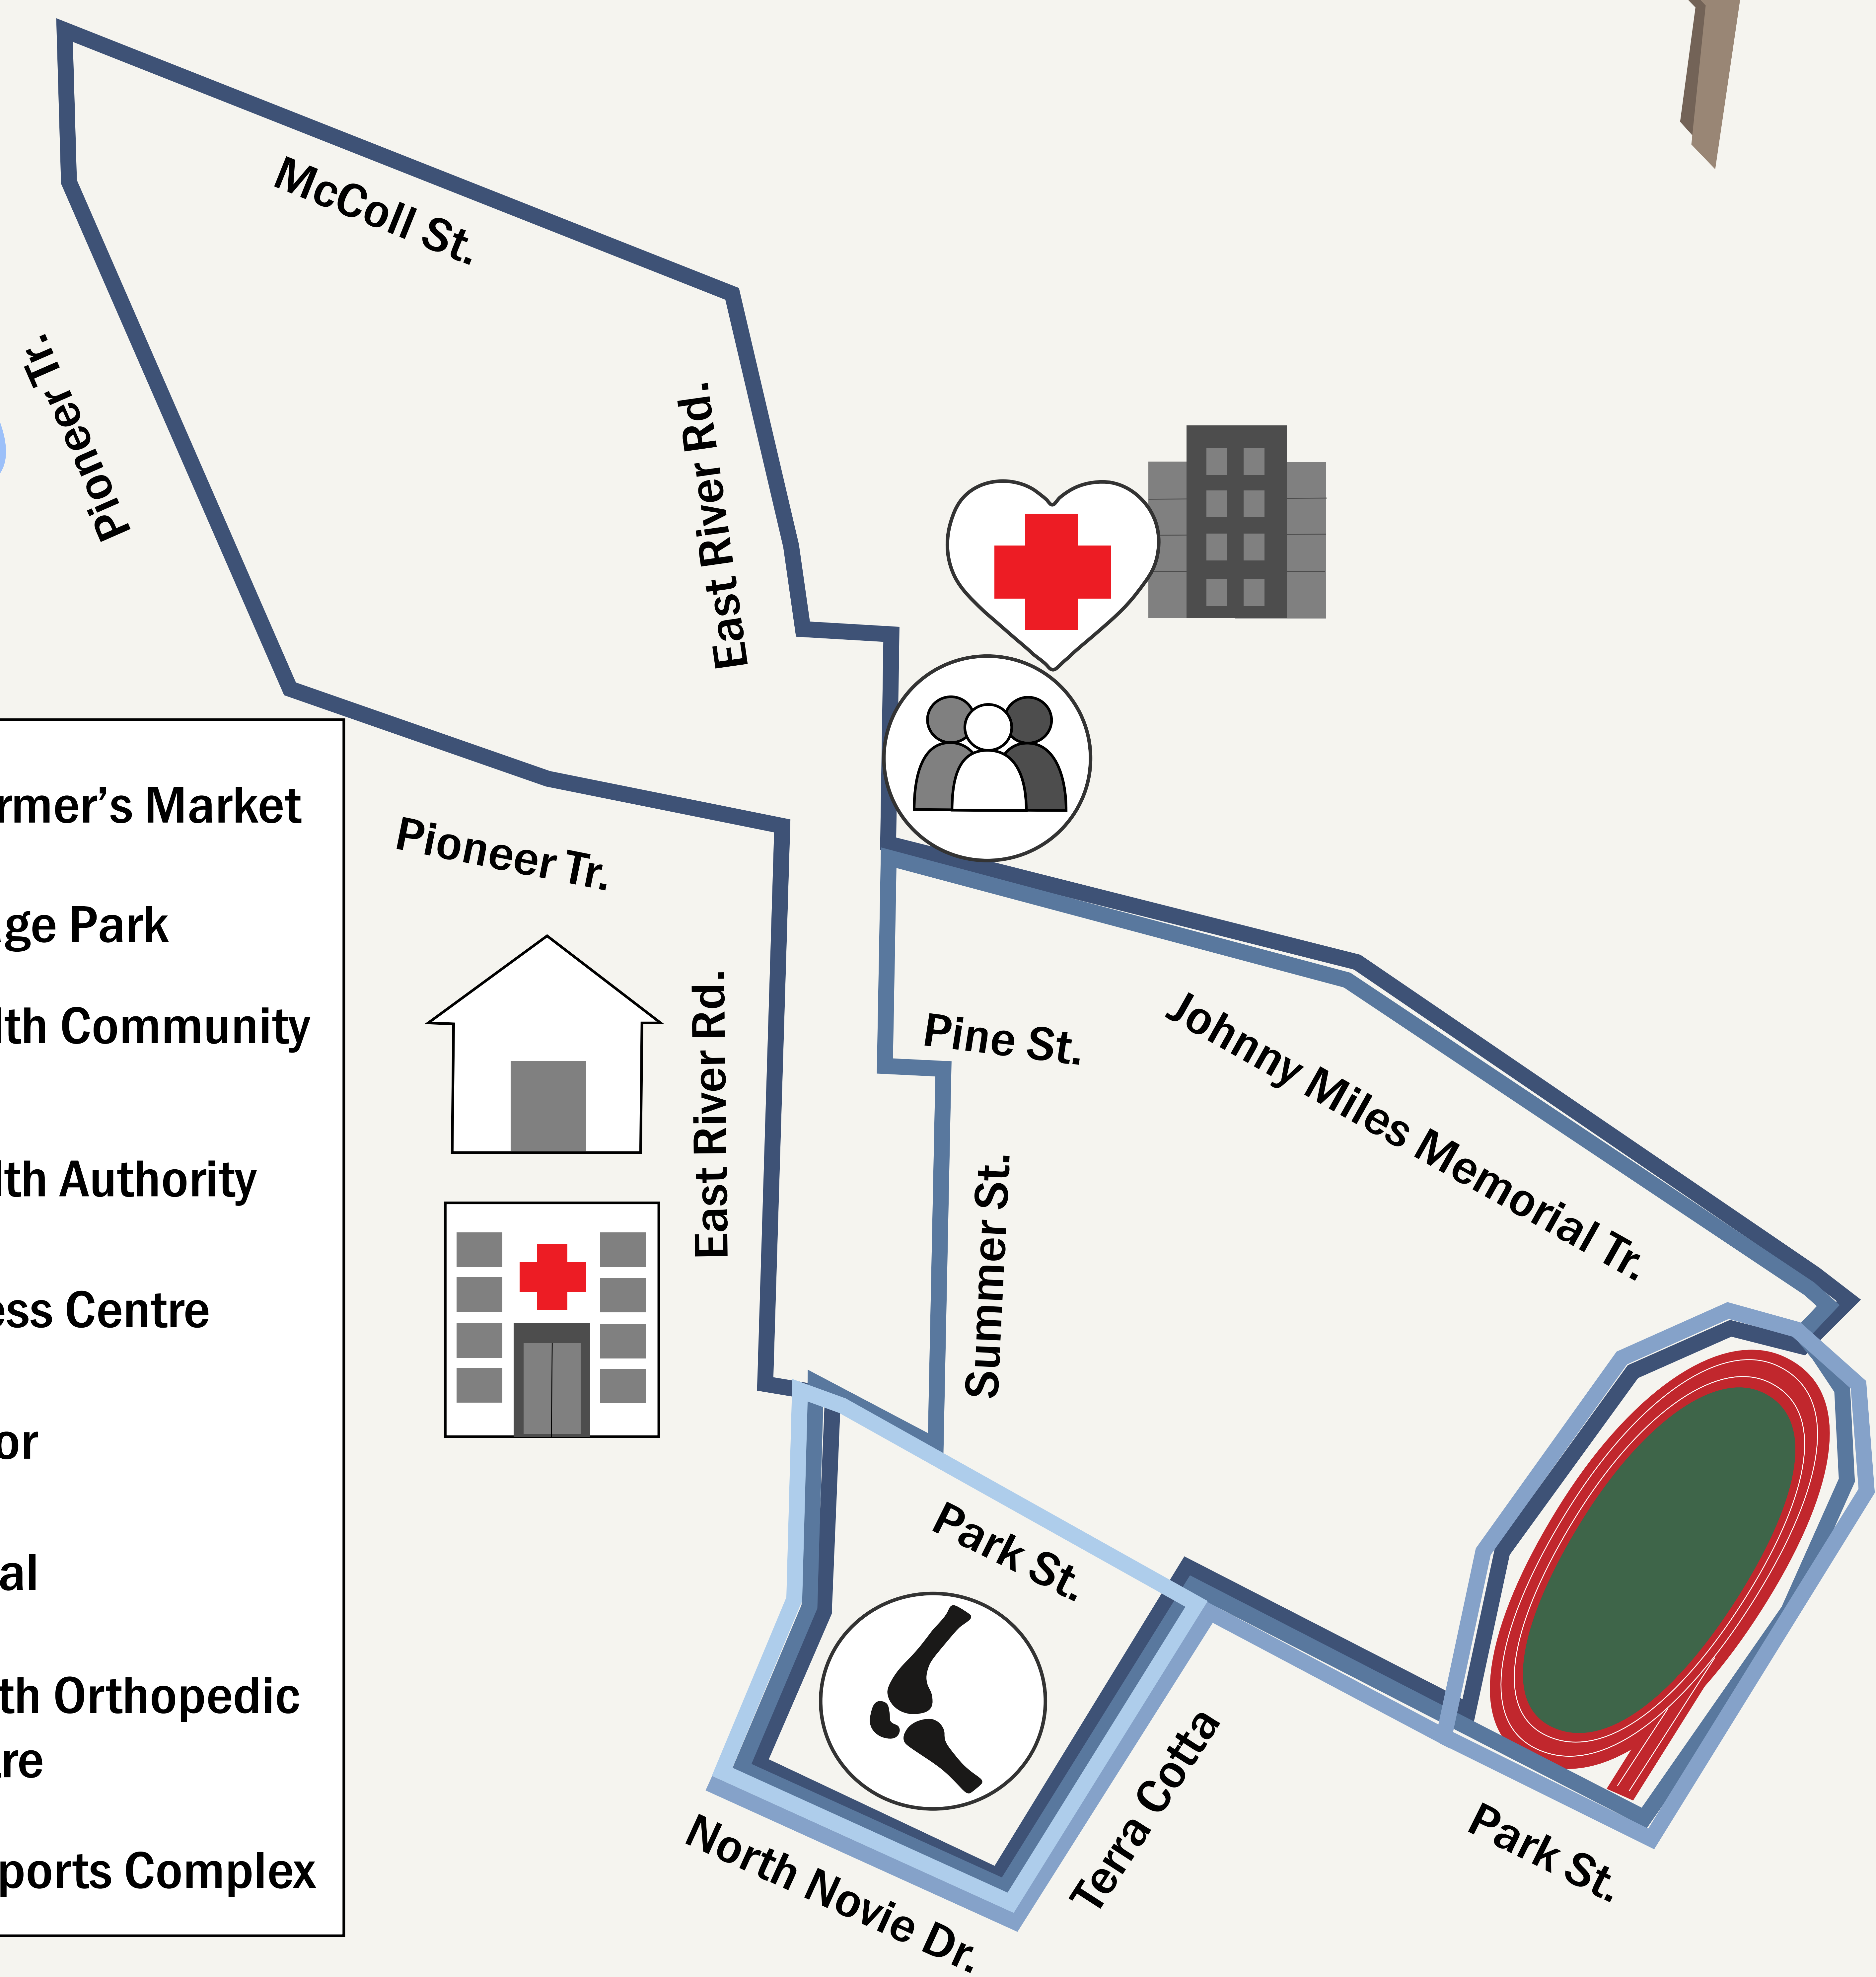 McColl St.
Pioneer Tr.
East River Rd.
Pioneer Tr.
East River Rd.
Pine St.
Johnny Miles Memorial Tr.
Summer St.
Park St.
Terra Cotta
North Novie Dr.
Park St.
rmer's Market
ge Park
lth Community
lth Authority
ess Centre
or
al
th Orthopedic
tre
ports Complex